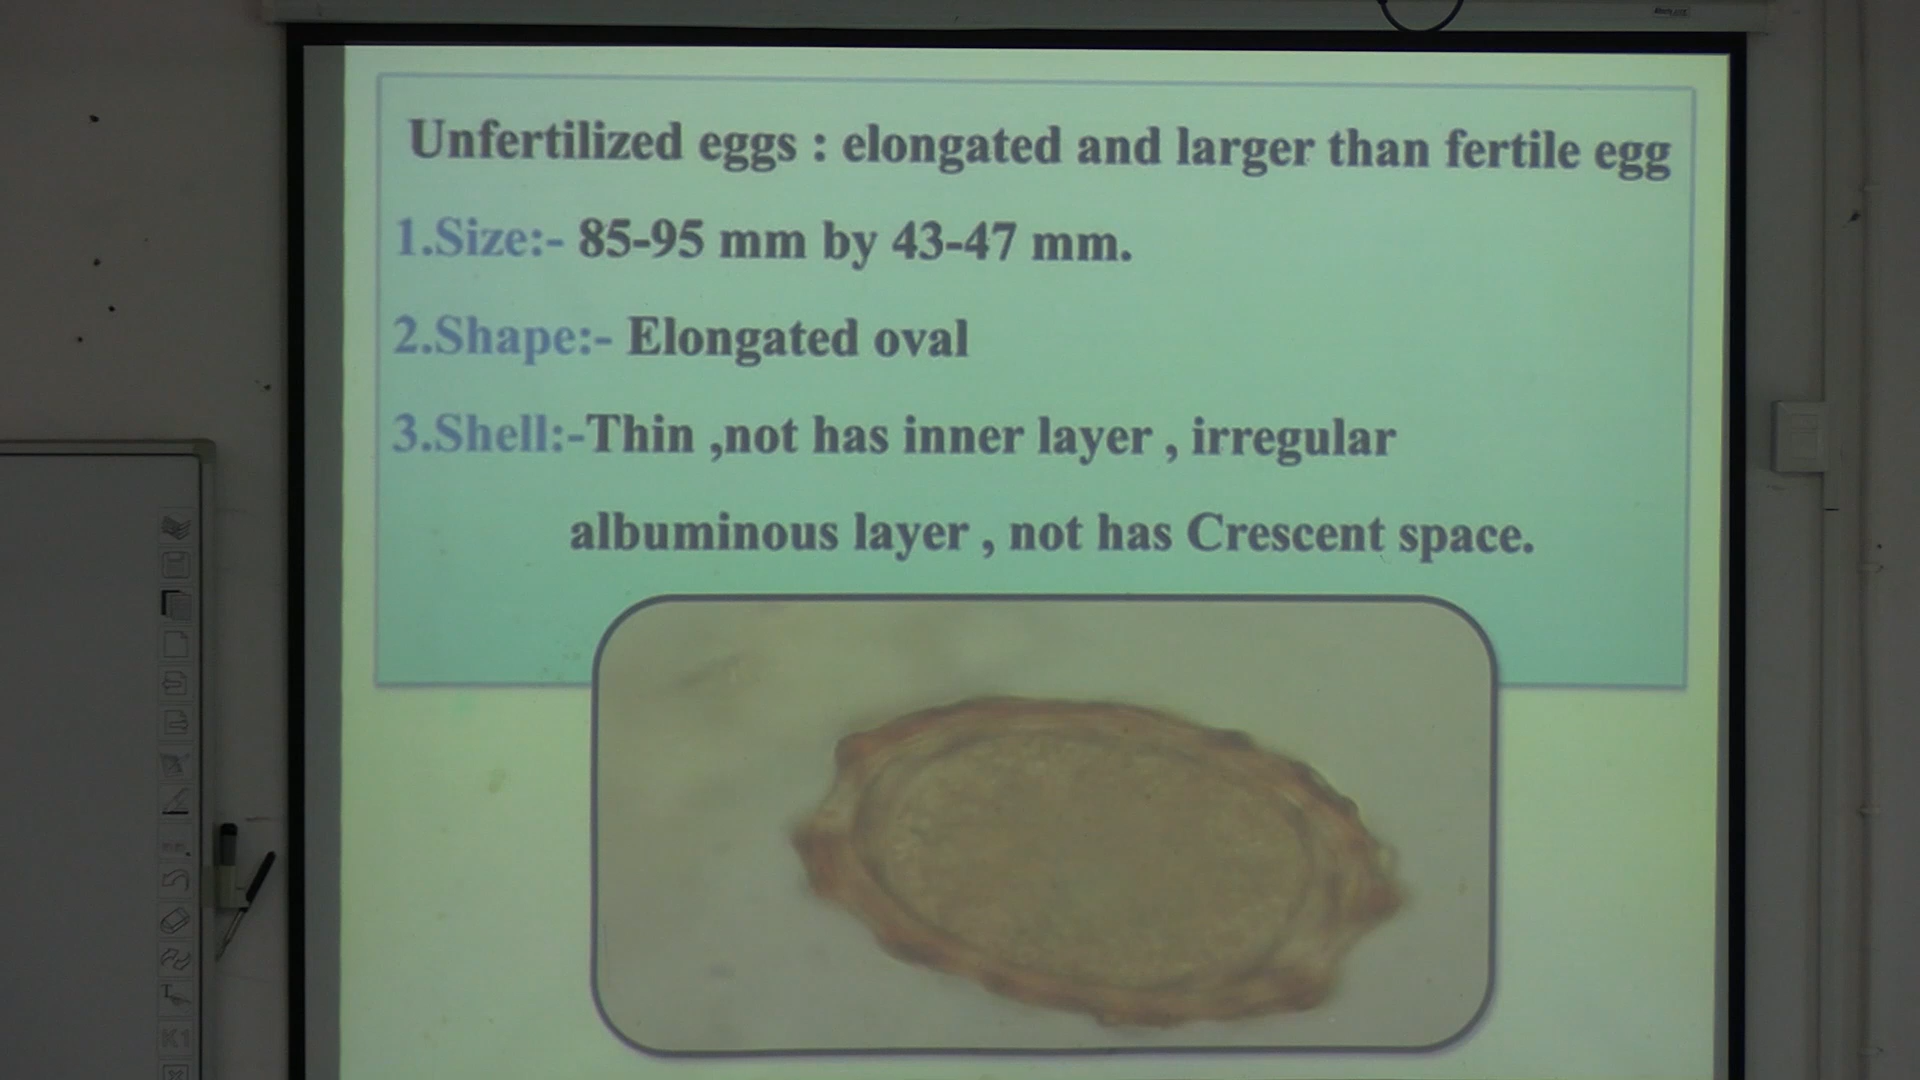 Unfertilized eggs : elongated and larger than fertile egg
1.Size:- 85-95 mm by 43-47 mm.
2.Shape:- Elongated oval
3.Shell:-Thin ,not has inner layer , irregular
albuminous layer , not has Crescent space.
T
K1